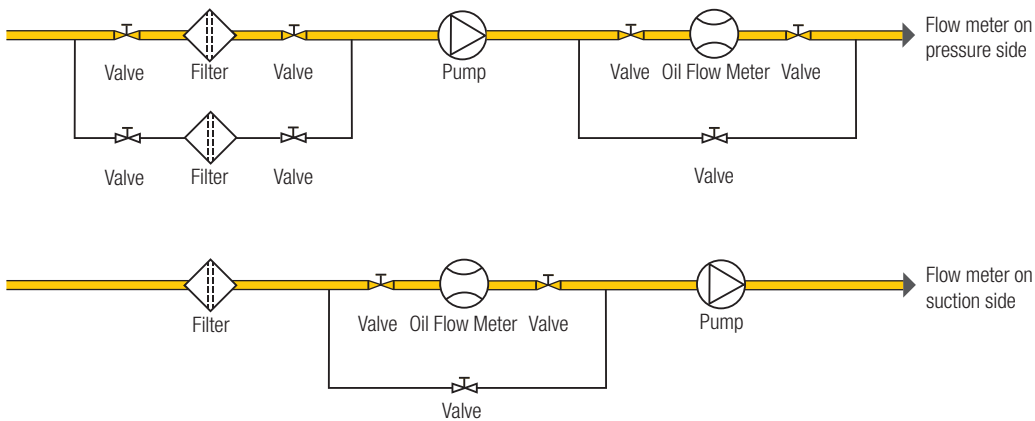 Flow meter on
pressure side
Valve Filter Valve Pump Valve Oil Flow Meter Valve
Valve Filter Valve Valve
Flow meter on
suction side
Filter Valve Oil Flow Meter Valve Pump
Valve